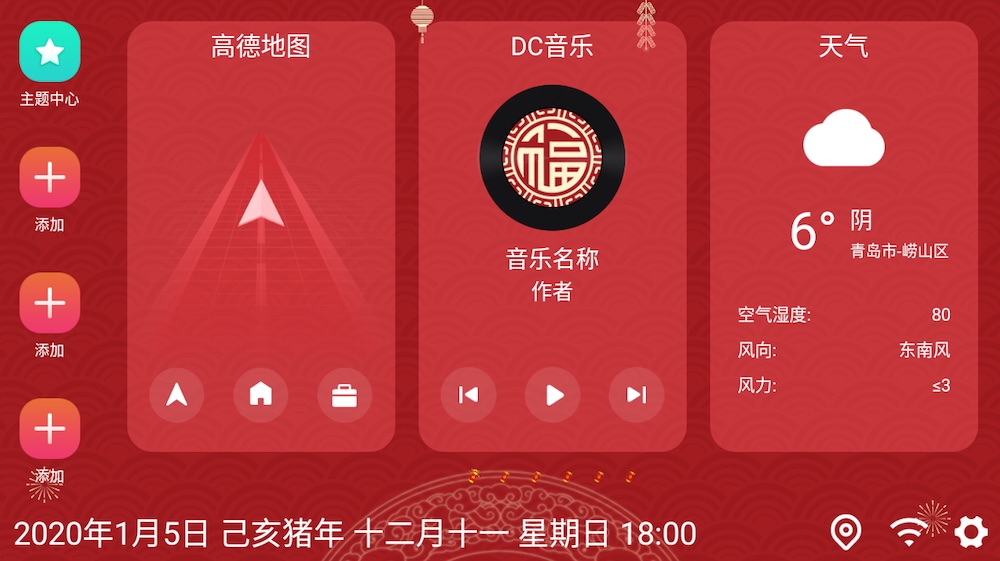 主题中心
添加
添加
添加
高德地图
DC音乐
福
音乐名称
作者
天气
6°
阴
青岛市-崂山区
空气湿度: 80
风向: 东南风
风力: ≤3
2020年1月5日 己亥猪年 十二月十一 星期日 18:00